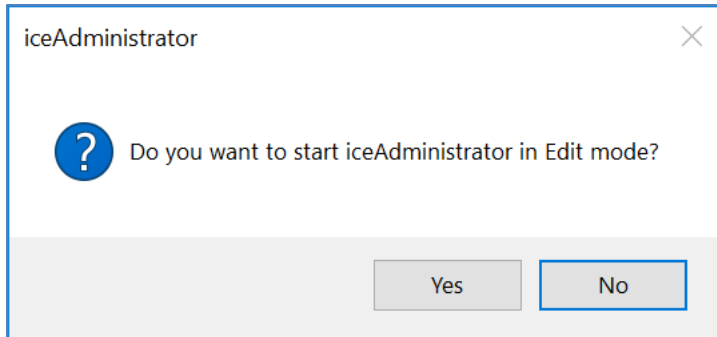 iceAdministrator
?
Do you want to start iceAdministrator in Edit mode?
Yes
No